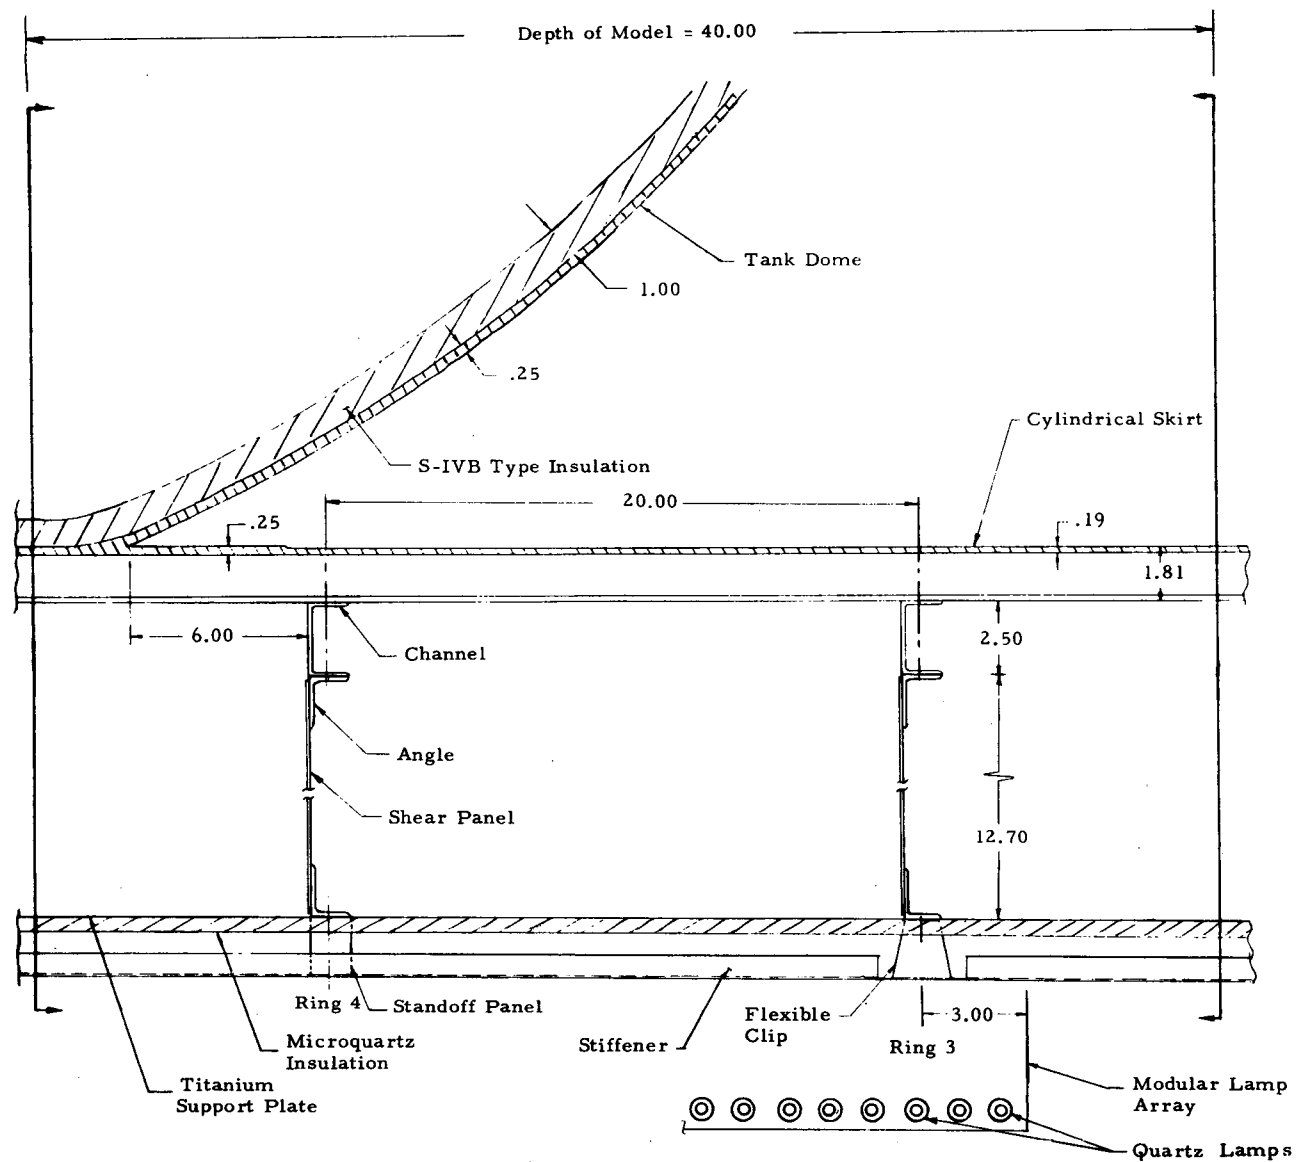 Depth of Model = 40.00
Tank Dome
1.00
.25
Cylindrical Skirt
S-IVB Type Insulation
20.00
.25
.19
1.81
6.00
Channel
2.50
Angle
Shear Panel
12.70
Ring 4
Standoff Panel
Flexible
Clip
3.00
Microquartz
Insulation
Stiffener
Ring 3
Titanium
Support Plate
Modular Lamp
Array
Quartz Lamps